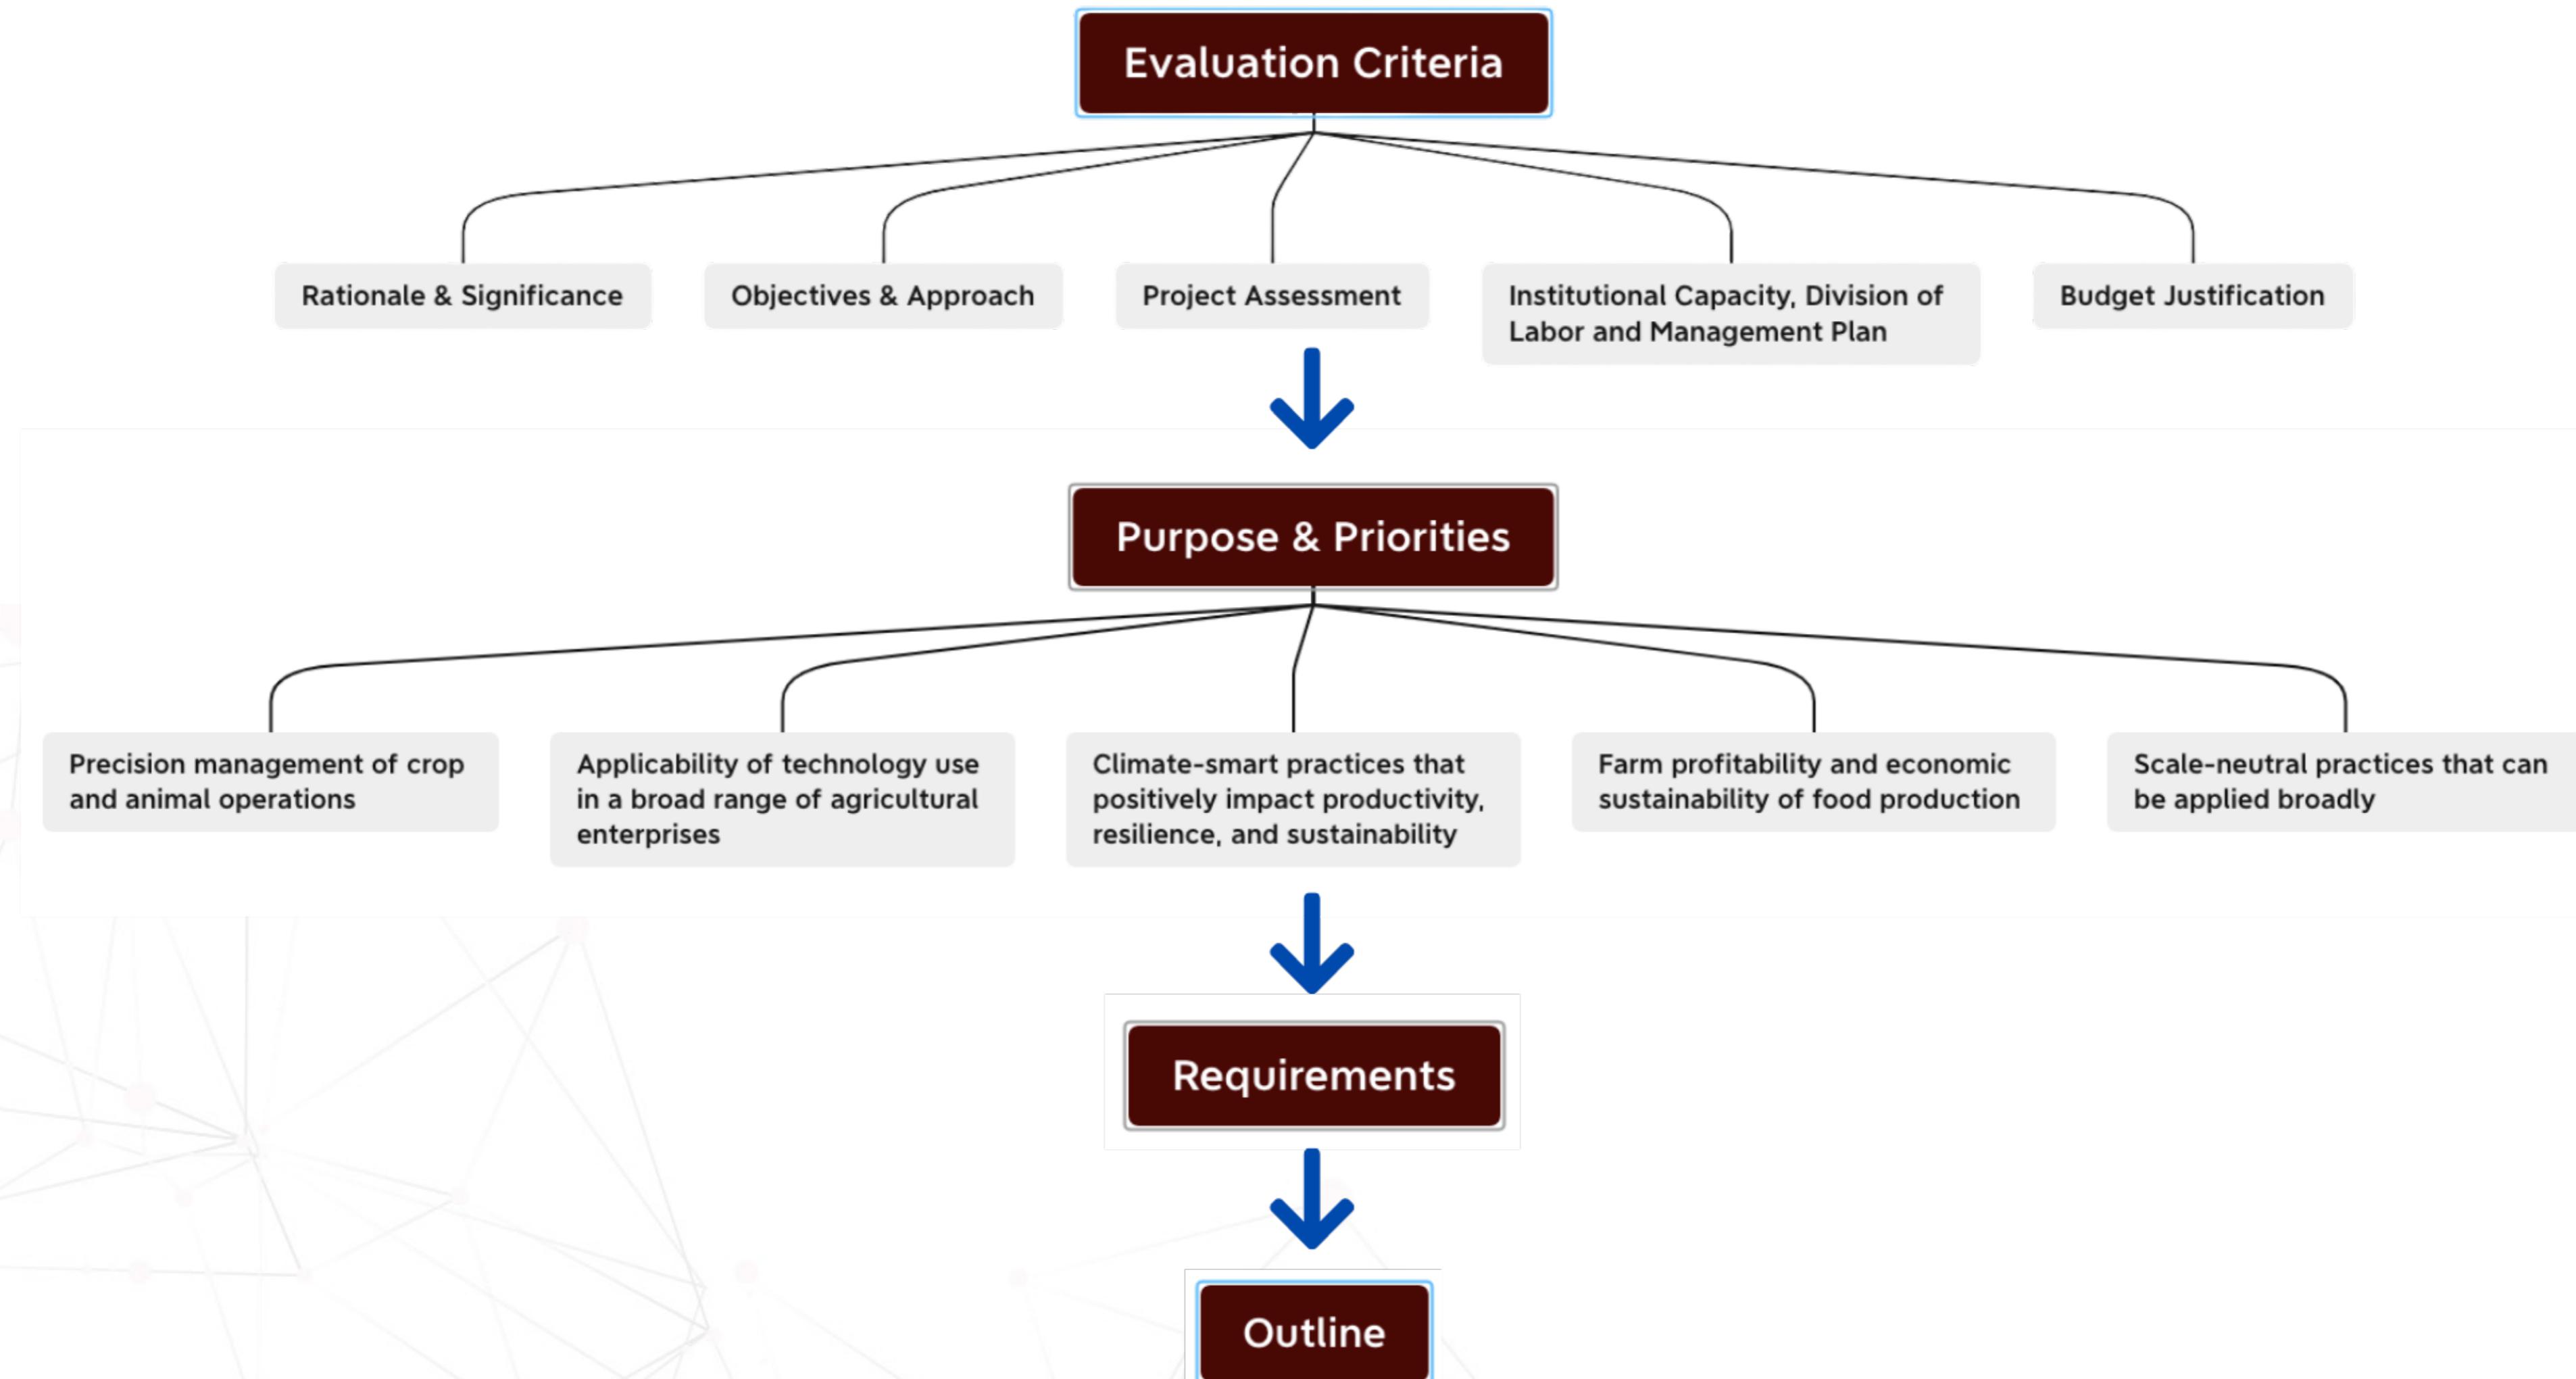 Evaluation Criteria
Rationale & Significance
Objectives & Approach
Project Assessment
Institutional Capacity, Division of
Labor and Management Plan
Budget Justification
Purpose & Priorities
Precision management of crop
and animal operations
Applicability of technology use
in a broad range of agricultural
enterprises
Climate-smart practices that
positively impact productivity,
resilience, and sustainability
Farm profitability and economic
sustainability of food production
Scale-neutral practices that can
be applied broadly
Requirements
Outline